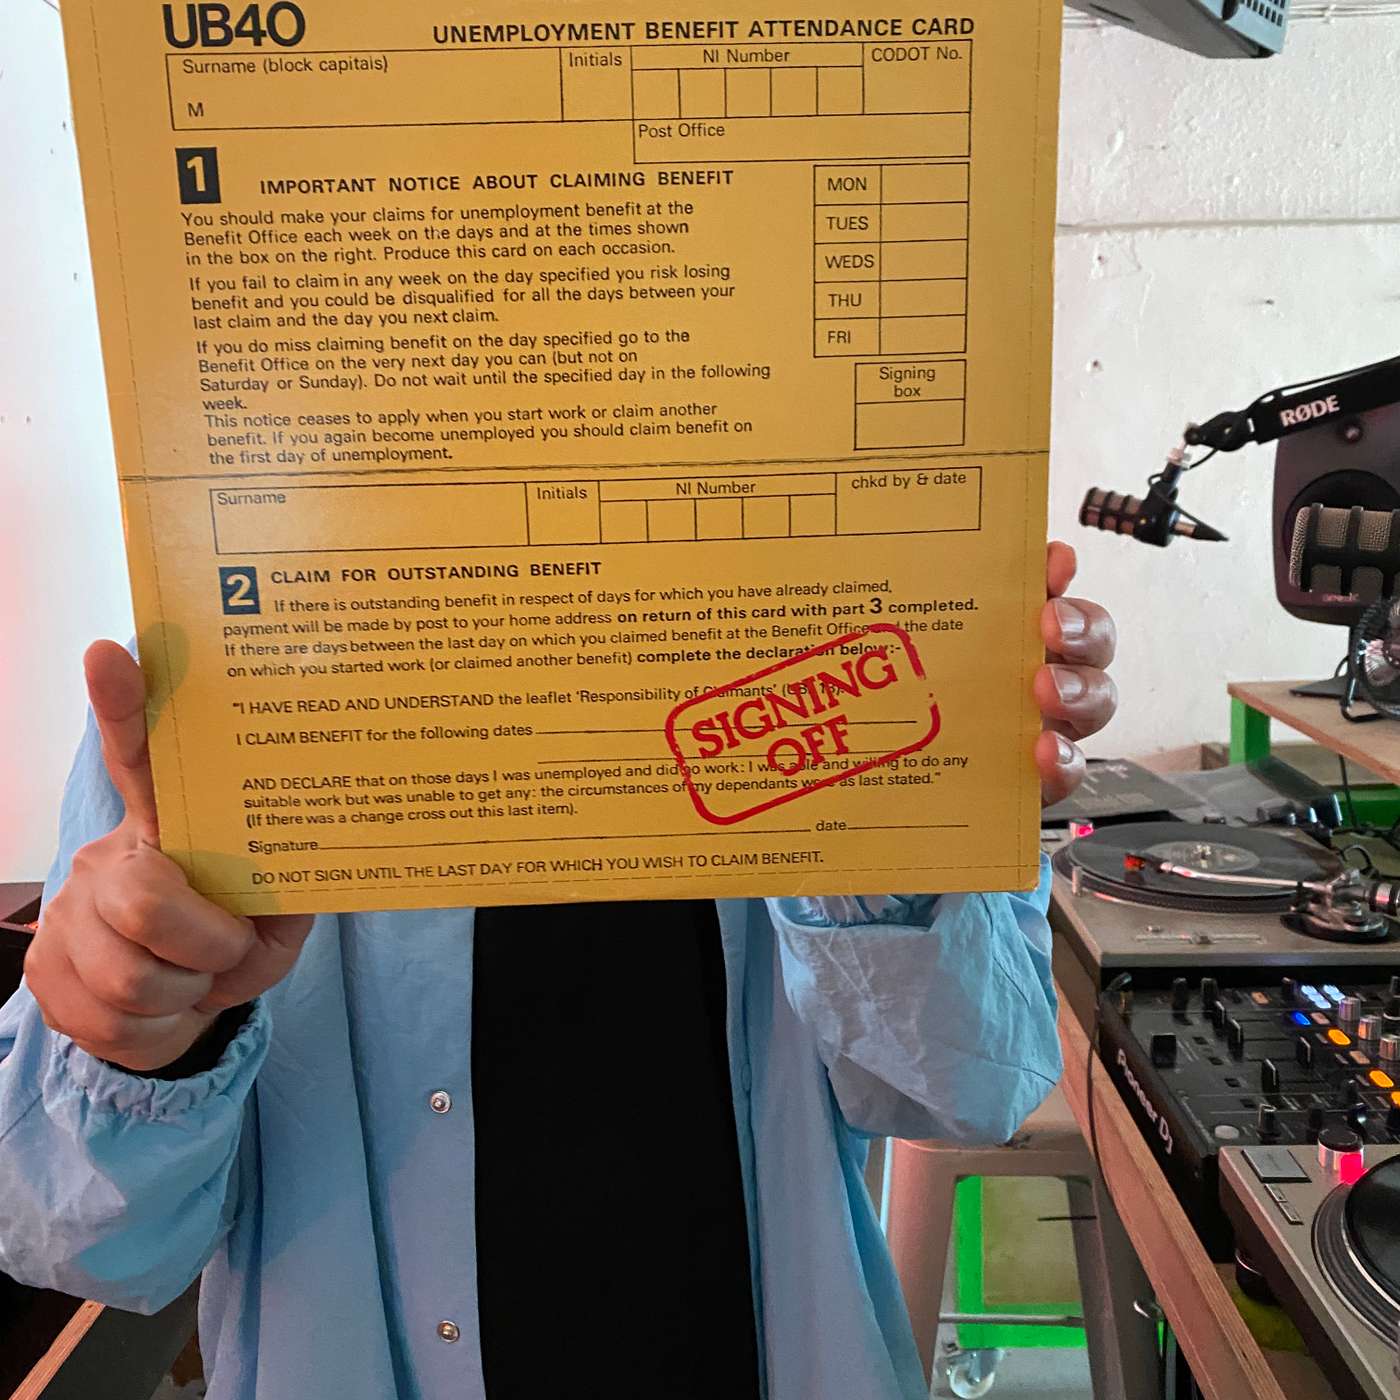 UB40 UNEMPLOYMENT BENEFIT ATTENDANCE CARD
Surname (block capitals) Initials NI Number CODOT No.
M
Post Office
1 IMPORTANT NOTICE ABOUT CLAIMING BENEFIT
You should make your claims for unemployment benefit at the
Benefit Office each week on the days and at the times shown
in the box on the right. Produce this card on each occasion.
If you fail to claim in any week on the day specified you risk losing
benefit and you could be disqualified for all the days between your
last claim and the day you next claim.
If you do miss claiming benefit on the day specified go to the
Benefit Office on the very next day you can (but not on
Saturday or Sunday). Do not wait until the specified day in the following
week.
This notice ceases to apply when you start work or claim another
benefit. If you again become unemployed you should claim benefit on
the first day of unemployment.
MON
TUES
WEDS
THU
FRI
Signing
box
Surname Initials NI Number chkd by & date
2 CLAIM FOR OUTSTANDING BENEFIT
If there is outstanding benefit in respect of days for which you have already claimed,
payment will be made by post to your home address on return of this card with part 3 completed.
If there are days between the last day on which you claimed benefit at the Benefit Office and the date
on which you started work (or claimed another benefit) complete the declaration below:-
"I HAVE READ AND UNDERSTAND the leaflet 'Responsibility of Claimants'
I CLAIM BENEFIT for the following dates
AND DECLARE that on those days I was unemployed and did no work: I was able and willing to do any
suitable work but was unable to get any: the circumstances of my dependants were as last stated."
(If there was a change cross out this last item).
Signature date
DO NOT SIGN UNTIL THE LAST DAY FOR WHICH YOU WISH TO CLAIM BENEFIT.
SIGNING
OFF
RØDE
Pioneer DJ